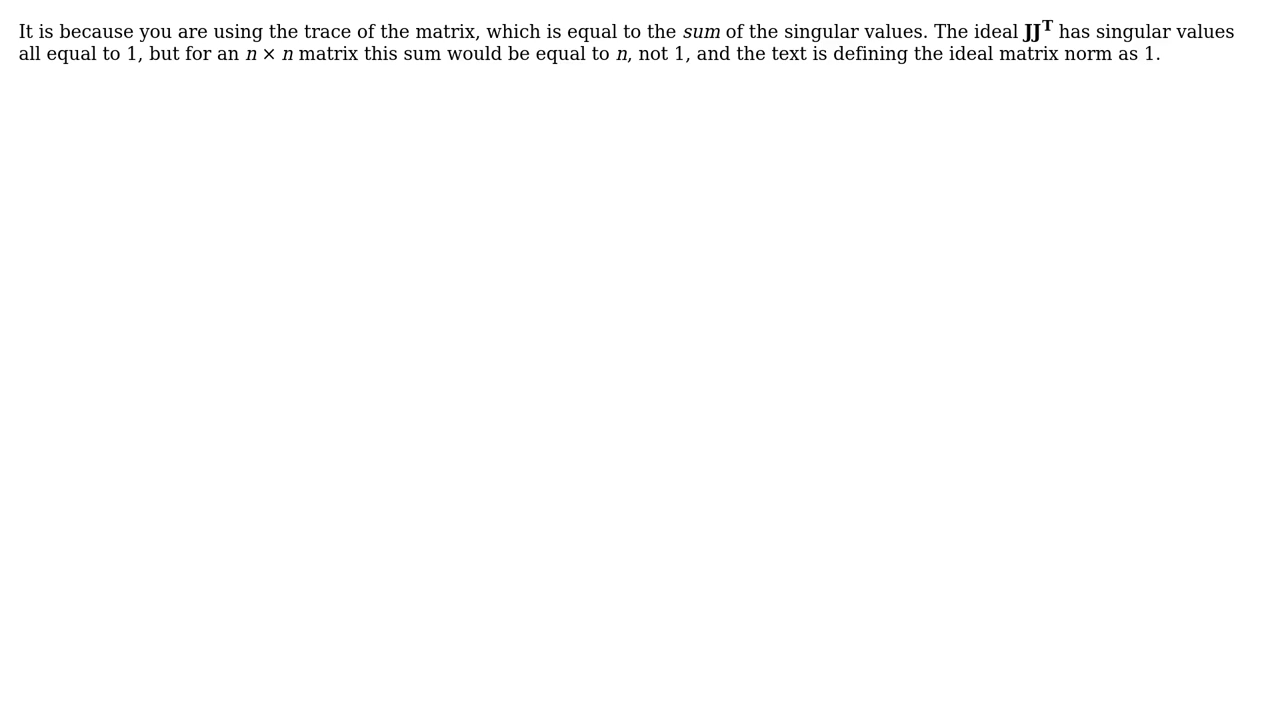 It is because you are using the trace of the matrix, which is equal to the sum of the singular values. The ideal JJᵀ has singular values
all equal to 1, but for an n × n matrix this sum would be equal to n, not 1, and the text is defining the ideal matrix norm as 1.